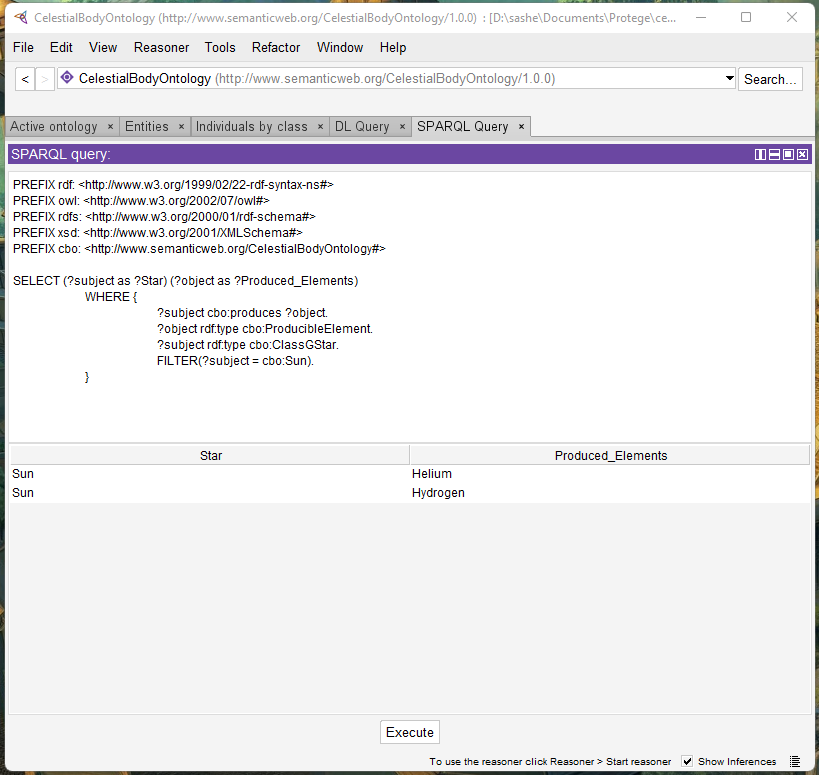 CelestialBodyOntology (http://www.semanticweb.org/CelestialBodyOntology/1.0.0) : [D:\sashe\Documents\Protege\ce...
File Edit View Reasoner Tools Refactor Window Help
< > CelestialBodyOntology (http://www.semanticweb.org/CelestialBodyOntology/1.0.0) Search...
Active ontology × Entities × Individuals by class × DL Query × SPARQL Query ×
SPARQL query:
PREFIX rdf: <http://www.w3.org/1999/02/22-rdf-syntax-ns#>
PREFIX owl: <http://www.w3.org/2002/07/owl#>
PREFIX rdfs: <http://www.w3.org/2000/01/rdf-schema#>
PREFIX xsd: <http://www.w3.org/2001/XMLSchema#>
PREFIX cbo: <http://www.semanticweb.org/CelestialBodyOntology#>
SELECT (?subject as ?Star) (?object as ?Produced_Elements)
WHERE {
?subject cbo:produces ?object.
?object rdf:type cbo:ProducibleElement.
?subject rdf:type cbo:ClassGStar.
FILTER(?subject = cbo:Sun).
}
Star Produced_Elements
Sun Helium
Sun Hydrogen
Execute
To use the reasoner click Reasoner > Start reasoner Show Inferences